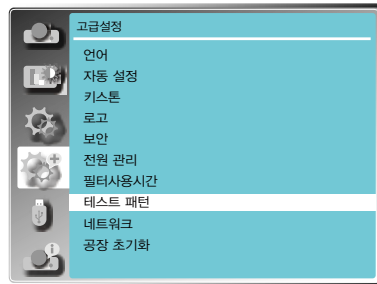 고급설정
언어
자동 설정
키스톤
로고
보안
전원 관리
필터사용시간
테스트 패턴
네트워크
공장 초기화